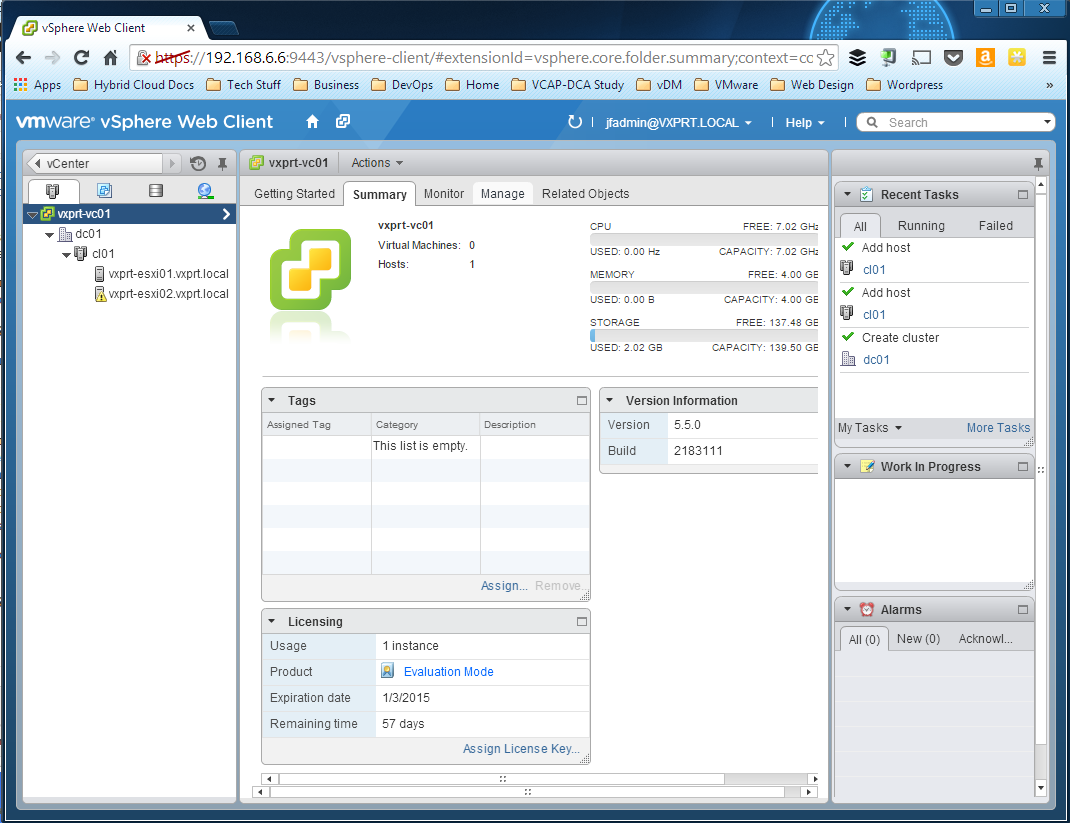 vSphere Web Client
https://192.168.6.6:9443/vsphere-client/#extensionId=vsphere.core.folder.summary;context=cc
Apps Hybrid Cloud Docs Tech Stuff Business DevOps Home VCAP-DCA Study vDM VMware Web Design Wordpress »
vmware® vSphere Web Client jfadmin@VXPRT.LOCAL Help Search
vCenter
vxprt-vc01
dc01
cl01
vxprt-esxi01.vxprt.local
vxprt-esxi02.vxprt.local
vxprt-vc01 Actions
Getting Started Summary Monitor Manage Related Objects
vxprt-vc01
Virtual Machines: 0
Hosts: 1
CPU FREE: 7.02 GHz
USED: 0.00 Hz CAPACITY: 7.02 GHz
MEMORY FREE: 4.00 GE
USED: 0.00 B CAPACITY: 4.00 GE
STORAGE FREE: 137.48 GE
USED: 2.02 GB CAPACITY: 139.50 GE
Tags
Assigned Tag Category Description
This list is empty.
Assign... Remove...
Version Information
Version 5.5.0
Build 2183111
Licensing
Usage 1 instance
Product Evaluation Mode
Expiration date 1/3/2015
Remaining time 57 days
Assign License Key...
Recent Tasks
All Running Failed
Add host
cl01
Add host
cl01
Create cluster
dc01
My Tasks More Tasks
Work In Progress
Alarms
All (0) New (0) Acknowl...